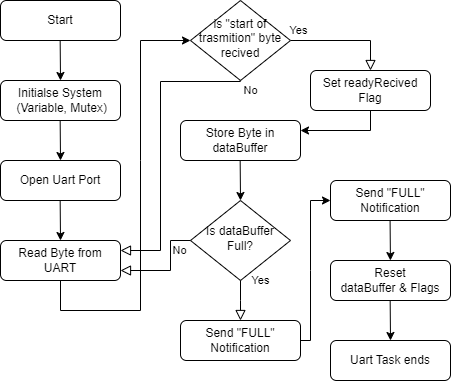 Start
Initialse System
(Variable, Mutex)
Open Uart Port
Read Byte from
UART
Is "start of
trasmition" byte
recived
Yes
No
Set readyRecived
Flag
Store Byte in
dataBuffer
Is dataBuffer
Full?
No
Yes
Send "FULL"
Notification
Send "FULL"
Notification
Reset
dataBuffer & Flags
Uart Task ends